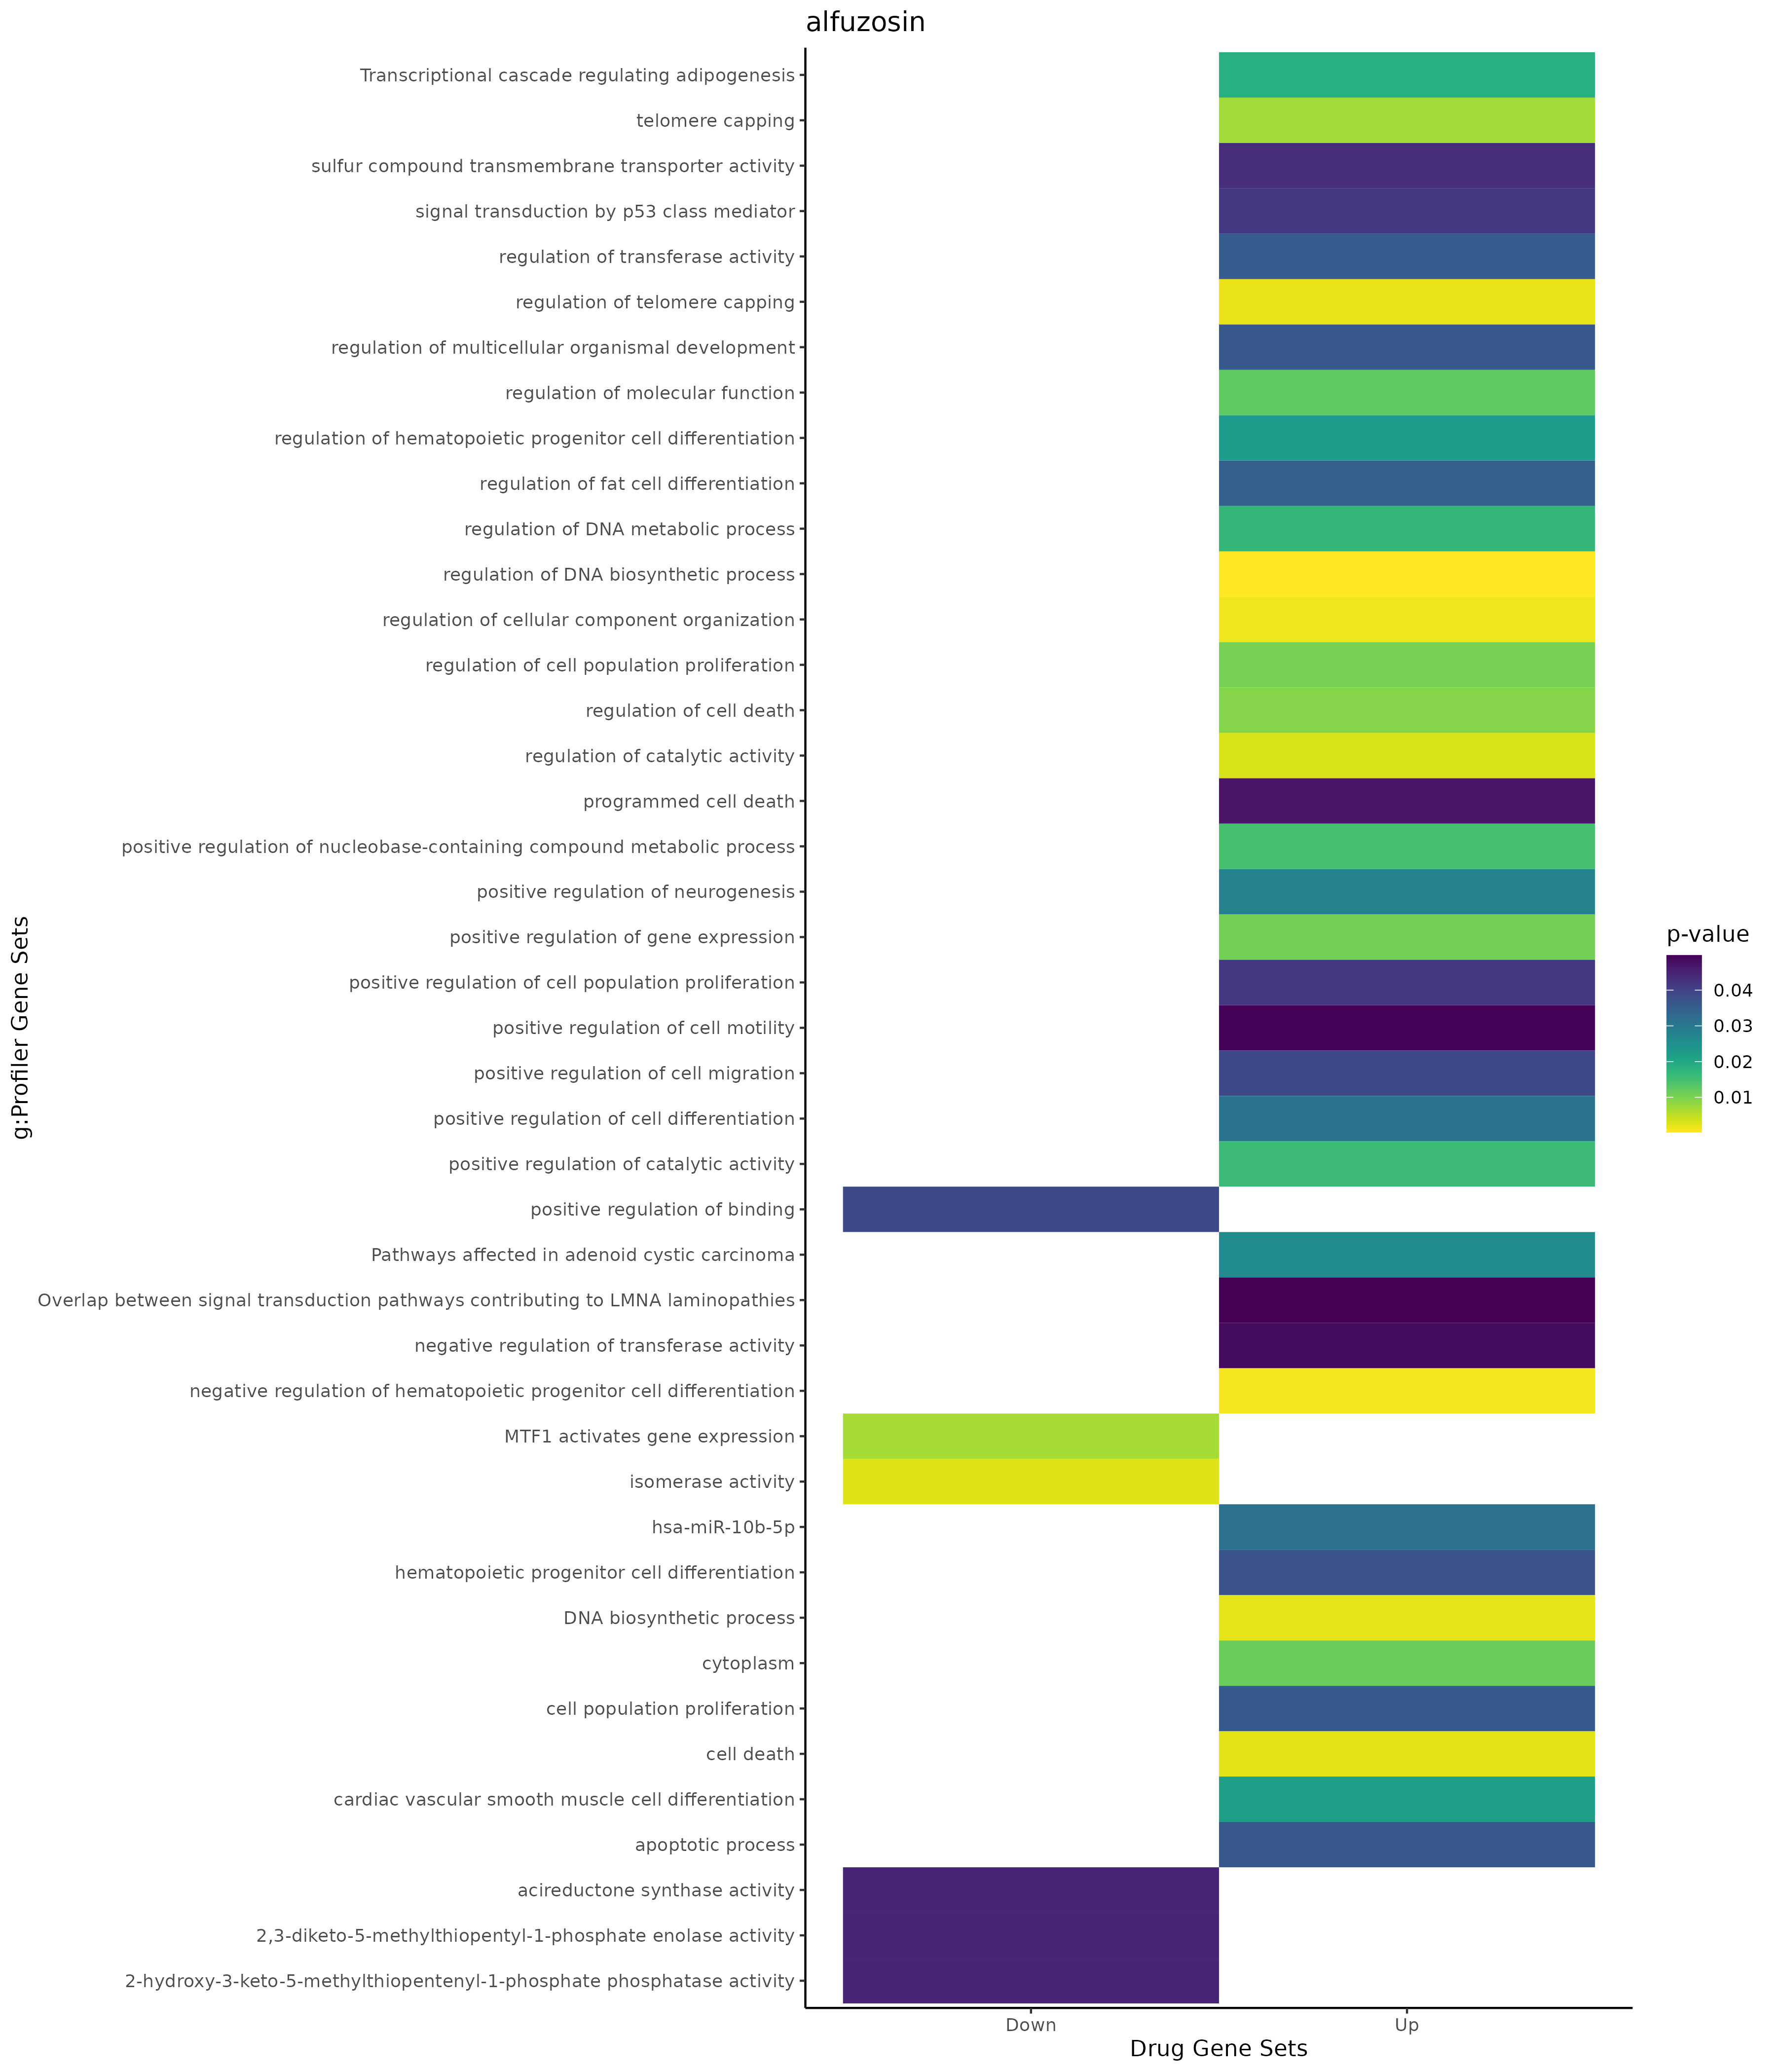 alfuzosin
Transcriptional cascade regulating adipogenesis
telomere capping
sulfur compound transmembrane transporter activity
signal transduction by p53 class mediator
regulation of transferase activity
regulation of telomere capping
regulation of multicellular organismal development
regulation of molecular function
regulation of hematopoietic progenitor cell differentiation
regulation of fat cell differentiation
regulation of DNA metabolic process
regulation of DNA biosynthetic process
regulation of cellular component organization
regulation of cell population proliferation
regulation of cell death
regulation of catalytic activity
programmed cell death
positive regulation of nucleobase-containing compound metabolic process
positive regulation of neurogenesis
positive regulation of gene expression
positive regulation of cell population proliferation
positive regulation of cell motility
positive regulation of cell migration
positive regulation of cell differentiation
positive regulation of catalytic activity
positive regulation of binding
Pathways affected in adenoid cystic carcinoma
Overlap between signal transduction pathways contributing to LMNA laminopathies
negative regulation of transferase activity
negative regulation of hematopoietic progenitor cell differentiation
MTF1 activates gene expression
isomerase activity
hsa-miR-10b-5p
hematopoietic progenitor cell differentiation
DNA biosynthetic process
cytoplasm
cell population proliferation
cell death
cardiac vascular smooth muscle cell differentiation
apoptotic process
acireductone synthase activity
2,3-diketo-5-methylthiopentyl-1-phosphate enolase activity
2-hydroxy-3-keto-5-methylthiopentenyl-1-phosphate phosphatase activity
g:Profiler Gene Sets
Down
Up
Drug Gene Sets
p-value
0.04
0.03
0.02
0.01